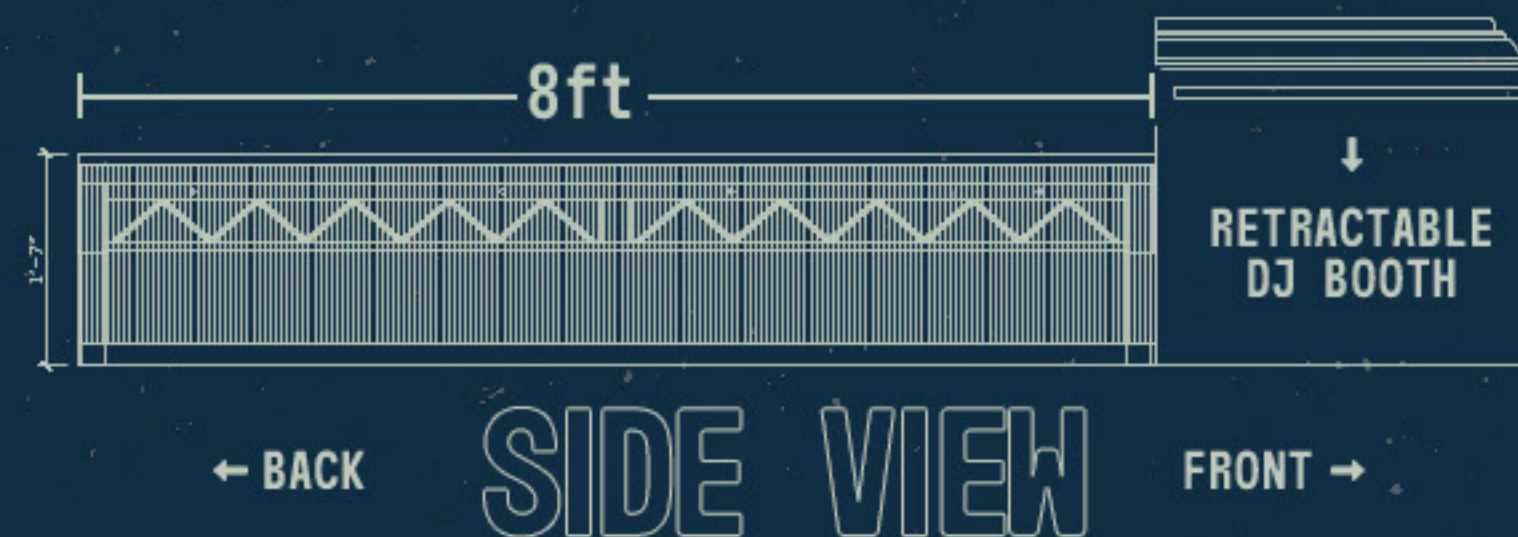 8ft
1'-7"
RETRACTABLE
DJ BOOTH
← BACK
SIDE VIEW
FRONT →